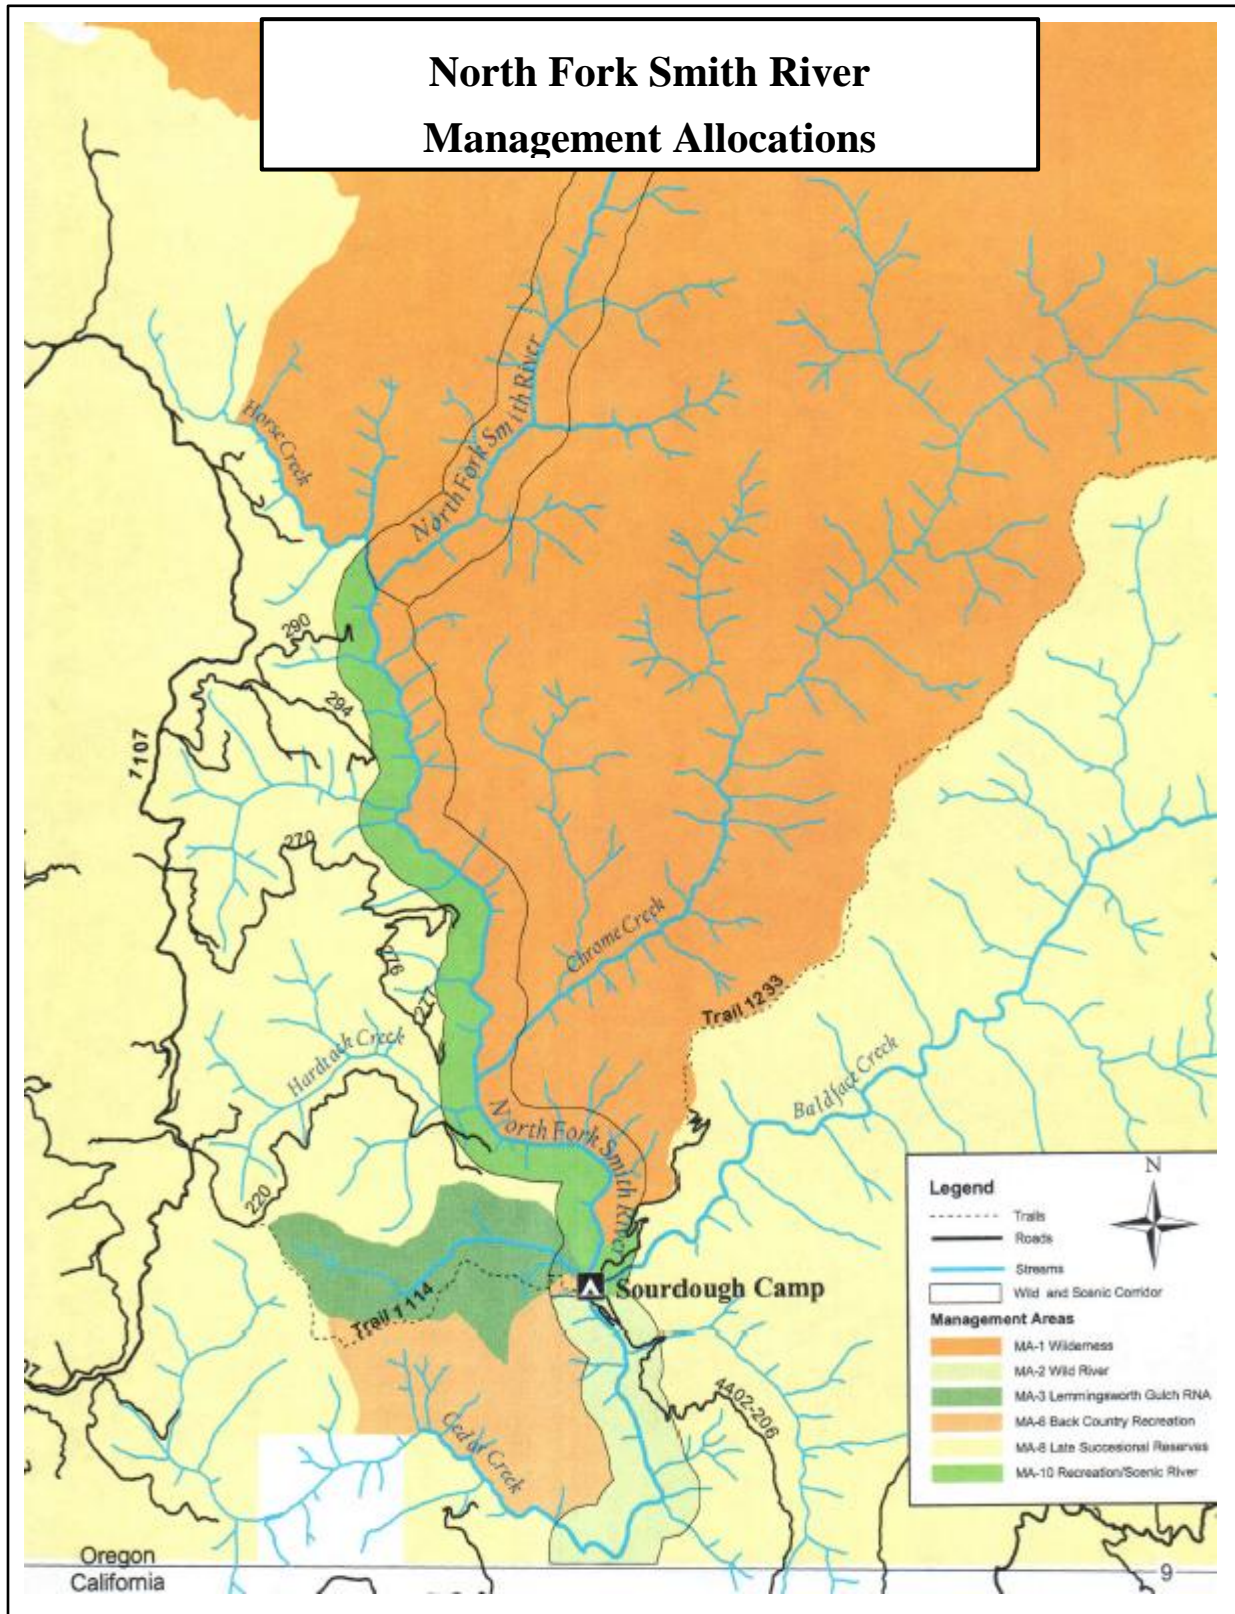 North Fork Smith River
Management Allocations
North Fork Smith River
Horse Creek
290
294
7107
270
Chrome Creek
276
277
Trail 1233
Hardtack Creek
Baldface Creek
North Fork Smith River
220
Legend
N
Trails
Roads
Streams
Wild and Scenic Corridor
Management Areas
MA-1 Wilderness
MA-2 Wild River
MA-3 Lemmingsworth Gulch RNA
MA-6 Back Country Recreation
MA-8 Late Succesional Reserves
MA-10 Recreation/Scenic River
Sourdough Camp
Trail 1114
4402-206
Cedar Creek
Oregon
California
9